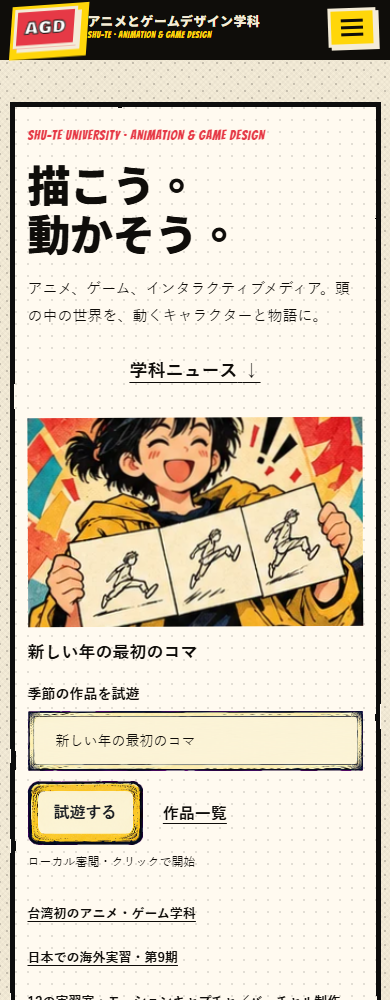 AGD
アニメとゲームデザイン学科
SHU-TE・ANIMATION & GAME DESIGN
SHU-TE UNIVERSITY・ANIMATION & GAME DESIGN
描こう。
動かそう。
アニメ、ゲーム、インタラクティブメディア。頭
の中の世界を、動くキャラクターと物語に。
学科ニュース ↓
新しい年の最初のコマ
季節の作品を試遊
新しい年の最初のコマ
試遊する
作品一覧
ローカル審閲・クリックで開始
台湾初のアニメ・ゲーム学科
日本での海外実習・第9期